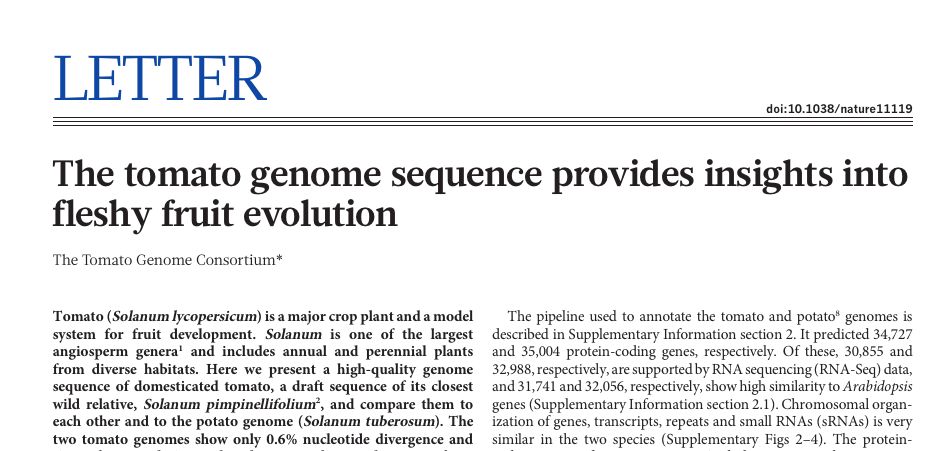 LETTER
doi:10.1038/nature11119
The tomato genome sequence provides insights into
fleshy fruit evolution
The Tomato Genome Consortium*
Tomato (Solanum lycopersicum) is a major crop plant and a model
system for fruit development. Solanum is one of the largest
angiosperm genera¹ and includes annual and perennial plants
from diverse habitats. Here we present a high-quality genome
sequence of domesticated tomato, a draft sequence of its closest
wild relative, Solanum pimpinellifolium², and compare them to
each other and to the potato genome (Solanum tuberosum). The
two tomato genomes show only 0.6% nucleotide divergence and
The pipeline used to annotate the tomato and potato⁸ genomes is
described in Supplementary Information section 2. It predicted 34,727
and 35,004 protein-coding genes, respectively. Of these, 30,855 and
32,988, respectively, are supported by RNA sequencing (RNA-Seq) data,
and 31,741 and 32,056, respectively, show high similarity to Arabidopsis
genes (Supplementary Information section 2.1). Chromosomal organ-
ization of genes, transcripts, repeats and small RNAs (sRNAs) is very
similar in the two species (Supplementary Figs 2–4). The protein-